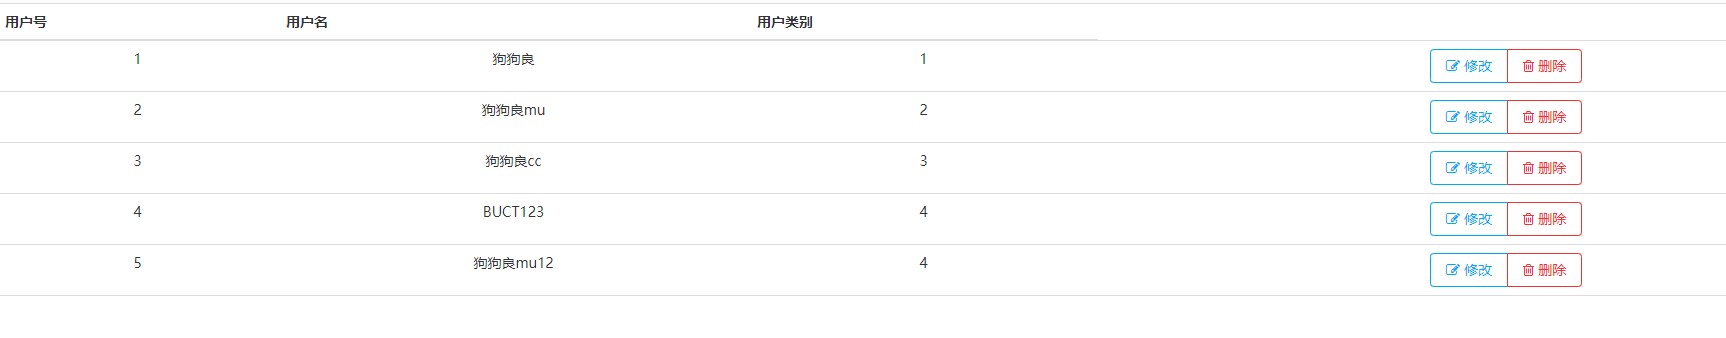 用户号 用户名 用户类别
1 狗狗良 1 修改 删除
2 狗狗良mu 2 修改 删除
3 狗狗良cc 3 修改 删除
4 BUCT123 4 修改 删除
5 狗狗良mu12 4 修改 删除